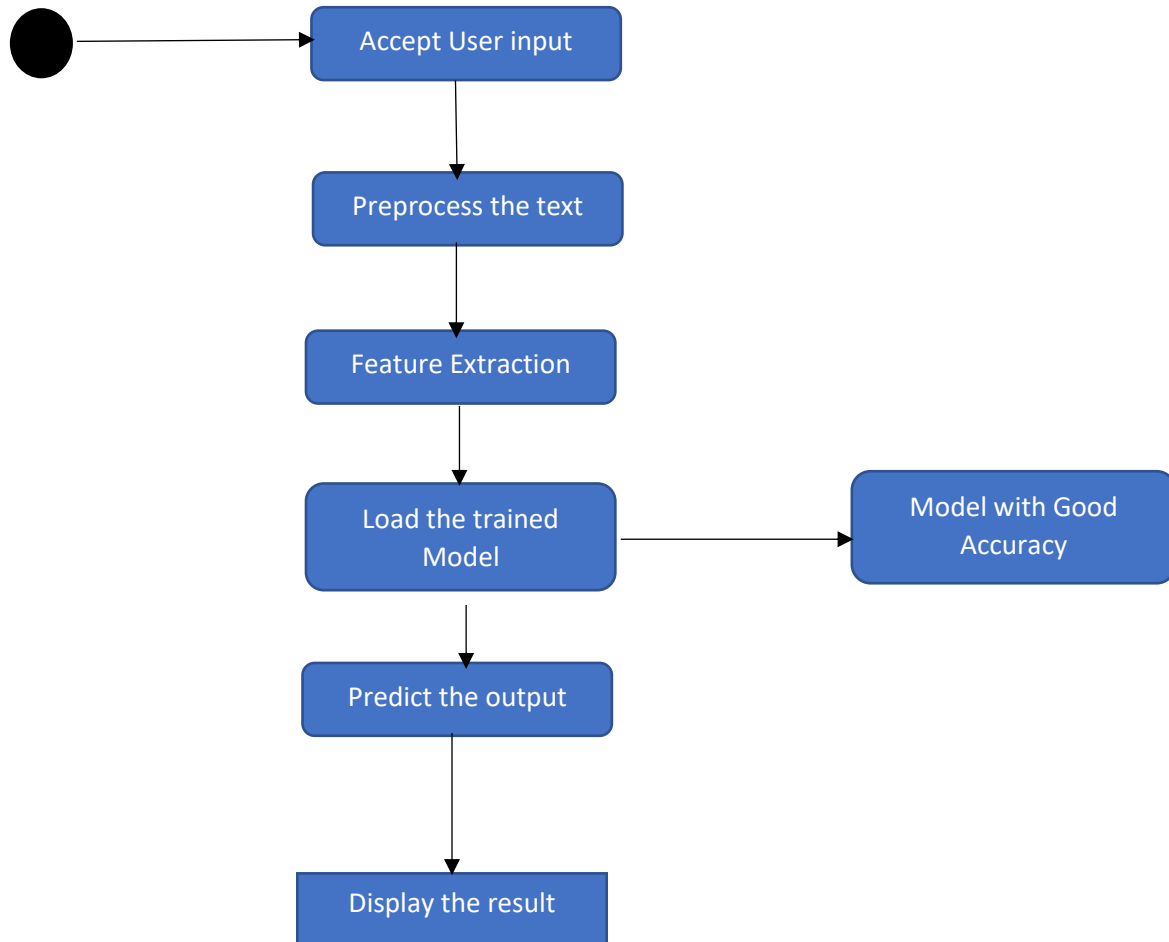 Accept User input
Preprocess the text
Feature Extraction
Load the trained
Model
Model with Good
Accuracy
Predict the output
Display the result